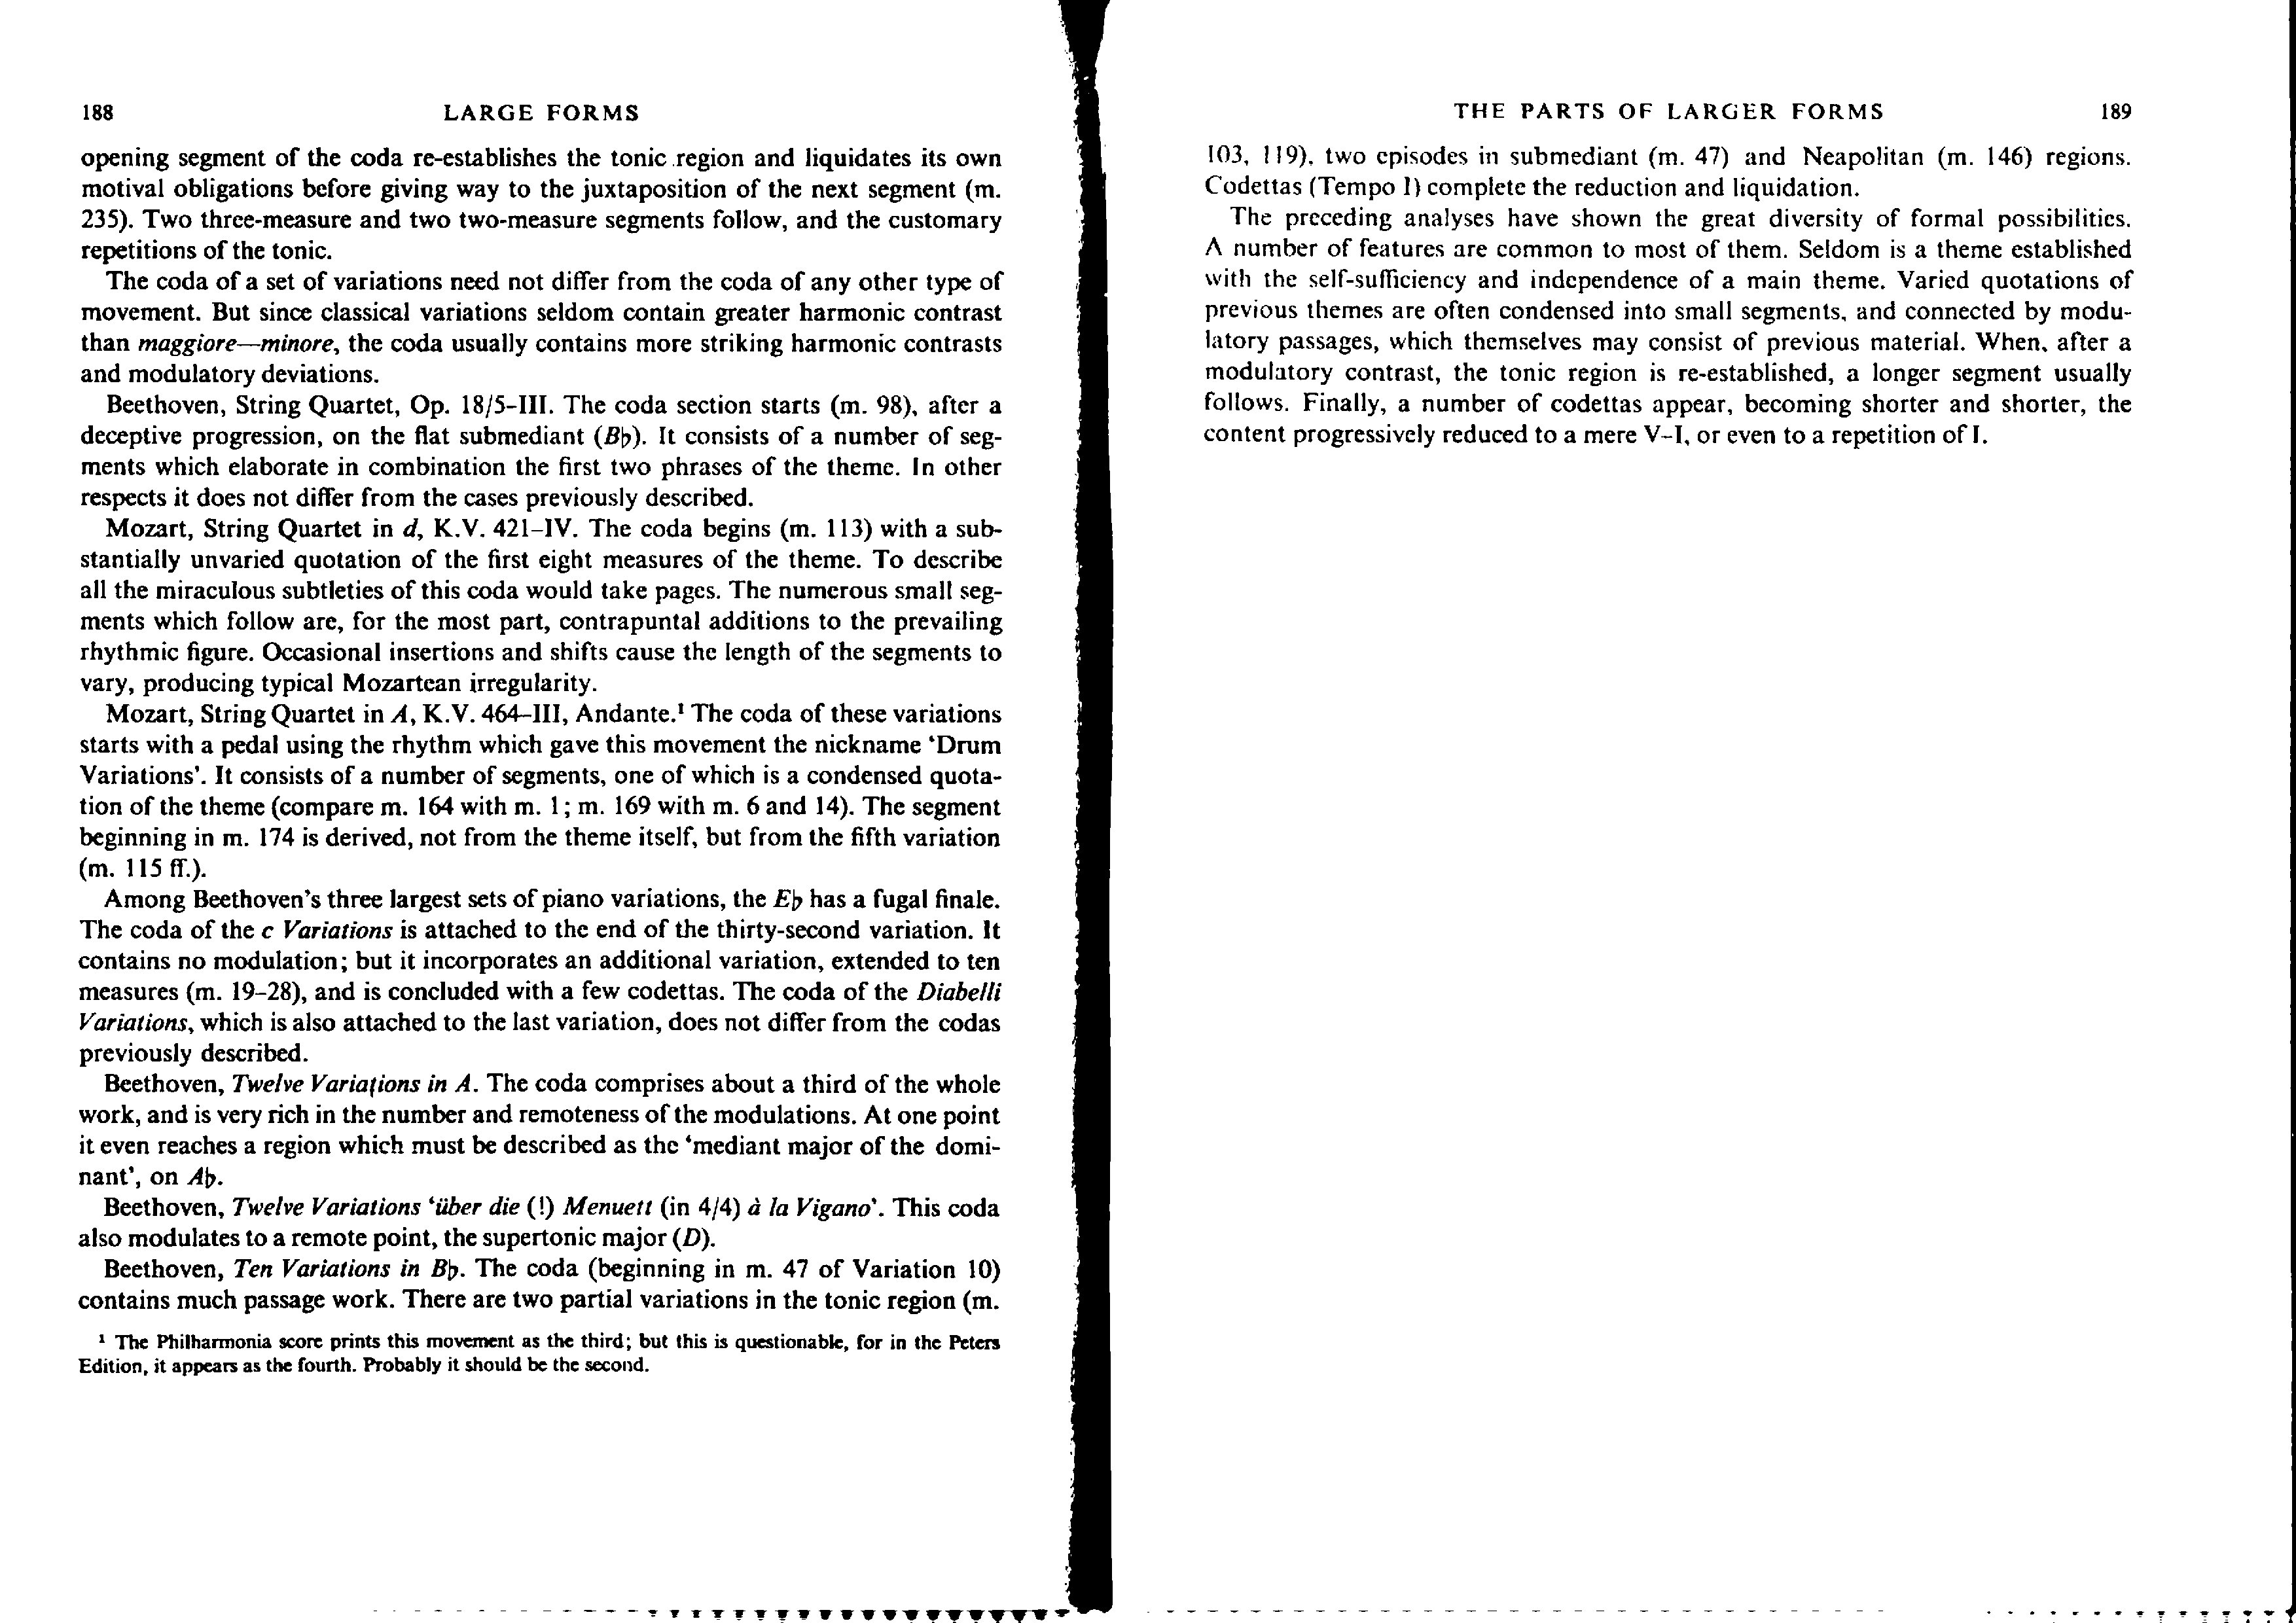 188
LARGE FORMS
opening segment of the coda re-establishes the tonic region and liquidates its own
motival obligations before giving way to the juxtaposition of the next segment (m.
235). Two three-measure and two two-measure segments follow, and the customary
repetitions of the tonic.
The coda of a set of variations need not differ from the coda of any other type of
movement. But since classical variations seldom contain greater harmonic contrast
than maggiore—minore, the coda usually contains more striking harmonic contrasts
and modulatory deviations.
Beethoven, String Quartet, Op. 18/5–III. The coda section starts (m. 98), after a
deceptive progression, on the flat submediant (B♭). It consists of a number of seg-
ments which elaborate in combination the first two phrases of the theme. In other
respects it does not differ from the cases previously described.
Mozart, String Quartet in d, K.V. 421–IV. The coda begins (m. 113) with a sub-
stantially unvaried quotation of the first eight measures of the theme. To describe
all the miraculous subtleties of this coda would take pages. The numerous small seg-
ments which follow are, for the most part, contrapuntal additions to the prevailing
rhythmic figure. Occasional insertions and shifts cause the length of the segments to
vary, producing typical Mozartean irregularity.
Mozart, String Quartet in A, K.V. 464–III, Andante.¹ The coda of these variations
starts with a pedal using the rhythm which gave this movement the nickname ‘Drum
Variations’. It consists of a number of segments, one of which is a condensed quota-
tion of the theme (compare m. 164 with m. 1; m. 169 with m. 6 and 14). The segment
beginning in m. 174 is derived, not from the theme itself, but from the fifth variation
(m. 115 ff.).
Among Beethoven’s three largest sets of piano variations, the E♭ has a fugal finale.
The coda of the c Variations is attached to the end of the thirty-second variation. It
contains no modulation; but it incorporates an additional variation, extended to ten
measures (m. 19–28), and is concluded with a few codettas. The coda of the Diabelli
Variations, which is also attached to the last variation, does not differ from the codas
previously described.
Beethoven, Twelve Variations in A. The coda comprises about a third of the whole
work, and is very rich in the number and remoteness of the modulations. At one point
it even reaches a region which must be described as the ‘mediant major of the domi-
nant’, on A♭.
Beethoven, Twelve Variations ‘über die (!) Menuett (in 4/4) à la Vigano’. This coda
also modulates to a remote point, the supertonic major (D).
Beethoven, Ten Variations in B♭. The coda (beginning in m. 47 of Variation 10)
contains much passage work. There are two partial variations in the tonic region (m.
¹ The Philharmonia score prints this movement as the third; but this is questionable, for in the Peters
Edition, it appears as the fourth. Probably it should be the second.
THE PARTS OF LARGER FORMS
189
103, 119), two episodes in submediant (m. 47) and Neapolitan (m. 146) regions.
Codettas (Tempo I) complete the reduction and liquidation.
The preceding analyses have shown the great diversity of formal possibilities.
A number of features are common to most of them. Seldom is a theme established
with the self-sufficiency and independence of a main theme. Varied quotations of
previous themes are often condensed into small segments, and connected by modu-
latory passages, which themselves may consist of previous material. When, after a
modulatory contrast, the tonic region is re-established, a longer segment usually
follows. Finally, a number of codettas appear, becoming shorter and shorter, the
content progressively reduced to a mere V–I, or even to a repetition of I.